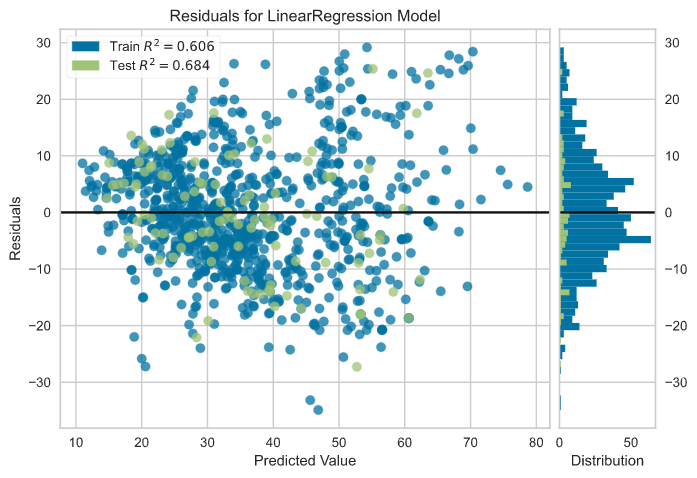 Residuals for LinearRegression Model
Train R² = 0.606
Test R² = 0.684
Residuals
30
20
10
0
−10
−20
−30
10 20 30 40 50 60 70 80
Predicted Value
30
20
10
0
−10
−20
−30
0 50
Distribution